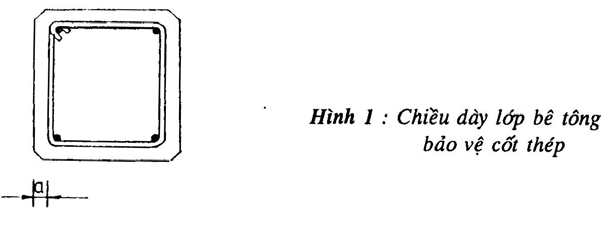 Hình 1 : Chiều dày lớp bê tông
bảo vệ cốt thép
a